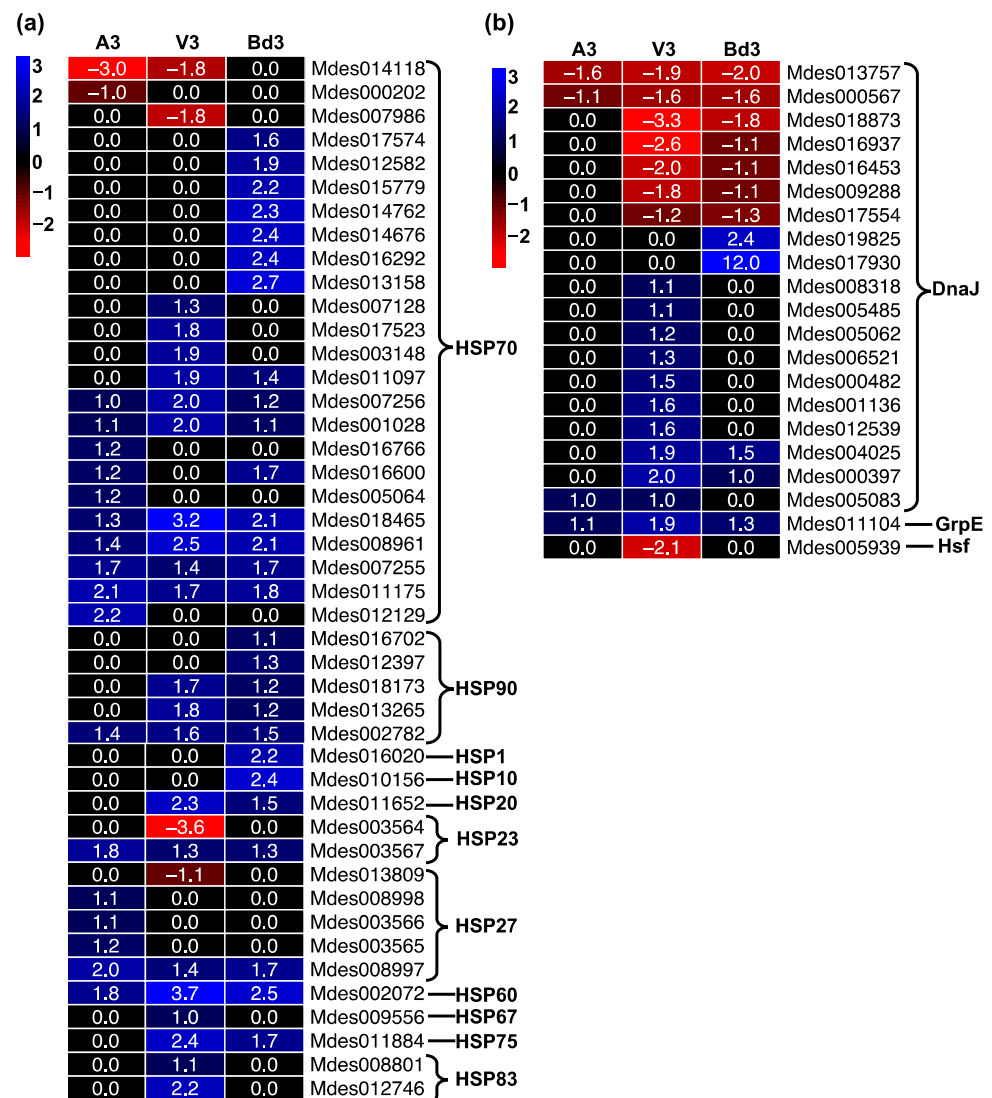 (a)
A3 V3 Bd3
3
2
1
0
−1
−2
−3.0 −1.8 0.0 Mdes014118
−1.0 0.0 0.0 Mdes000202
0.0 −1.8 0.0 Mdes007986
0.0 0.0 1.6 Mdes017574
0.0 0.0 1.9 Mdes012582
0.0 0.0 2.2 Mdes015779
0.0 0.0 2.3 Mdes014762
0.0 0.0 2.4 Mdes014676
0.0 0.0 2.4 Mdes016292
0.0 0.0 2.7 Mdes013158
0.0 1.3 0.0 Mdes007128
0.0 1.8 0.0 Mdes017523
0.0 1.9 0.0 Mdes003148
HSP70
0.0 1.9 1.4 Mdes011097
1.0 2.0 1.2 Mdes007256
1.1 2.0 1.1 Mdes001028
1.2 0.0 0.0 Mdes016766
1.2 0.0 1.7 Mdes016600
1.2 0.0 0.0 Mdes005064
1.3 3.2 2.1 Mdes018465
1.4 2.5 2.1 Mdes008961
1.7 1.4 1.7 Mdes007255
2.1 1.7 1.8 Mdes011175
2.2 0.0 0.0 Mdes012129
0.0 0.0 1.1 Mdes016702
0.0 0.0 1.3 Mdes012397
0.0 1.7 1.2 Mdes018173 HSP90
0.0 1.8 1.2 Mdes013265
1.4 1.6 1.5 Mdes002782
0.0 0.0 2.2 Mdes016020 HSP1
0.0 0.0 2.4 Mdes010156 HSP10
0.0 2.3 1.5 Mdes011652 HSP20
0.0 −3.6 0.0 Mdes003564
HSP23
1.8 1.3 1.3 Mdes003567
0.0 −1.1 0.0 Mdes013809
1.1 0.0 0.0 Mdes008998
1.1 0.0 0.0 Mdes003566 HSP27
1.2 0.0 0.0 Mdes003565
2.0 1.4 1.7 Mdes008997
1.8 3.7 2.5 Mdes002072 HSP60
0.0 1.0 0.0 Mdes009556 HSP67
0.0 2.4 1.7 Mdes011884 HSP75
0.0 1.1 0.0 Mdes008801
HSP83
0.0 2.2 0.0 Mdes012746
(b)
A3 V3 Bd3
3
2
1
0
−1
−2
−1.6 −1.9 −2.0 Mdes013757
−1.1 −1.6 −1.6 Mdes000567
0.0 −3.3 −1.8 Mdes018873
0.0 −2.6 −1.1 Mdes016937
0.0 −2.0 −1.1 Mdes016453
0.0 −1.8 −1.1 Mdes009288
0.0 −1.2 −1.3 Mdes017554
0.0 0.0 2.4 Mdes019825
0.0 0.0 12.0 Mdes017930
0.0 1.1 0.0 Mdes008318 DnaJ
0.0 1.1 0.0 Mdes005485
0.0 1.2 0.0 Mdes005062
0.0 1.3 0.0 Mdes006521
0.0 1.5 0.0 Mdes000482
0.0 1.6 0.0 Mdes001136
0.0 1.6 0.0 Mdes012539
0.0 1.9 1.5 Mdes004025
0.0 2.0 1.0 Mdes000397
1.0 1.0 0.0 Mdes005083
1.1 1.9 1.3 Mdes011104 GrpE
0.0 −2.1 0.0 Mdes005939 Hsf